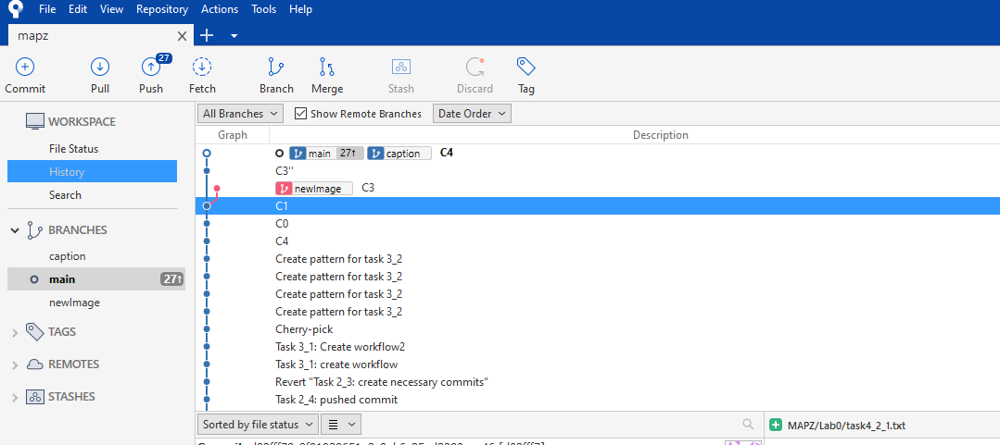 File Edit View Repository Actions Tools Help
mapz
27
Commit Pull Push Fetch Branch Merge Stash Discard Tag
All Branches Show Remote Branches Date Order
WORKSPACE
File Status
History
Search
BRANCHES
caption
main 27↑
newImage
TAGS
REMOTES
STASHES
Graph Description
main 27↑ caption C4
C3''
newImage C3
C1
C0
C4
Create pattern for task 3_2
Create pattern for task 3_2
Create pattern for task 3_2
Create pattern for task 3_2
Cherry-pick
Task 3_1: Create workflow2
Task 3_1: create workflow
Revert "Task 2_3: create necessary commits"
Task 2_4: pushed commit
Sorted by file status
MAPZ/Lab0/task4_2_1.txt